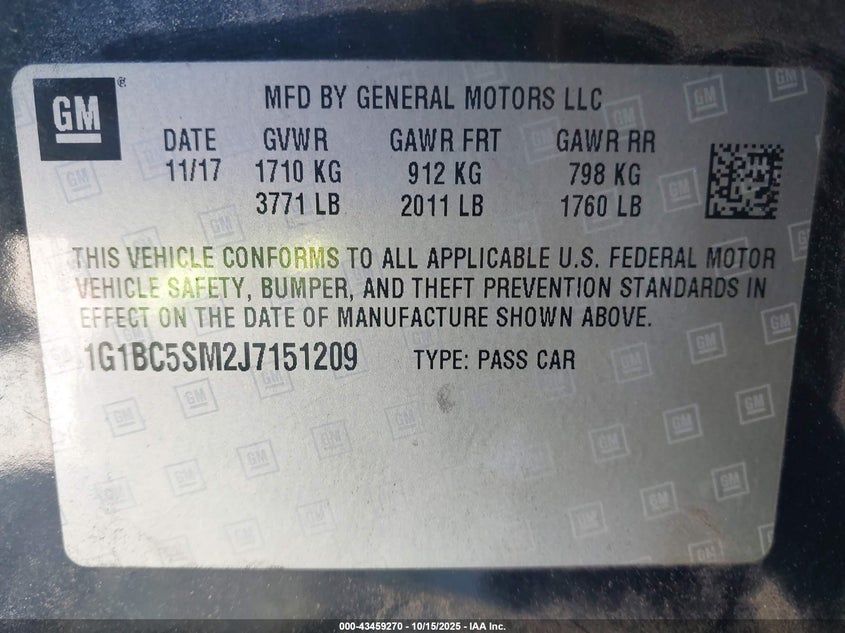 GM ®
MFD BY GENERAL MOTORS LLC
DATE GVWR GAWR FRT GAWR RR
11/17 1710 KG 912 KG 798 KG
3771 LB 2011 LB 1760 LB
THIS VEHICLE CONFORMS TO ALL APPLICABLE U.S. FEDERAL MOTOR
VEHICLE SAFETY, BUMPER, AND THEFT PREVENTION STANDARDS IN
EFFECT ON THE DATE OF MANUFACTURE SHOWN ABOVE.
1G1BC5SM2J7151209 TYPE: PASS CAR
000-43459270 - 10/15/2025 - IAA Inc.